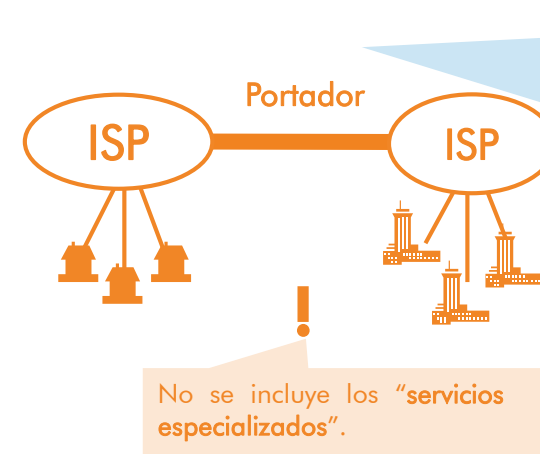 Portador
ISP
ISP
!
No se incluye los “servicios
especializados”.